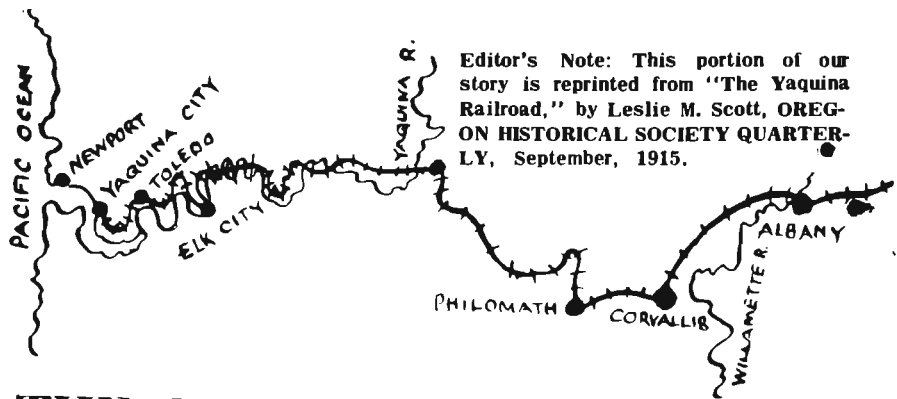 Editor's Note: This portion of our
story is reprinted from "The Yaquina
Railroad," by Leslie M. Scott, OREG-
ON HISTORICAL SOCIETY QUARTER-
LY, September, 1915.
PACIFIC OCEAN
NEWPORT
YAQUINA CITY
TOLEDO
ELK CITY
YAQUINA R.
PHILOMATH
CORVALLIS
WILLAMETTE R.
ALBANY